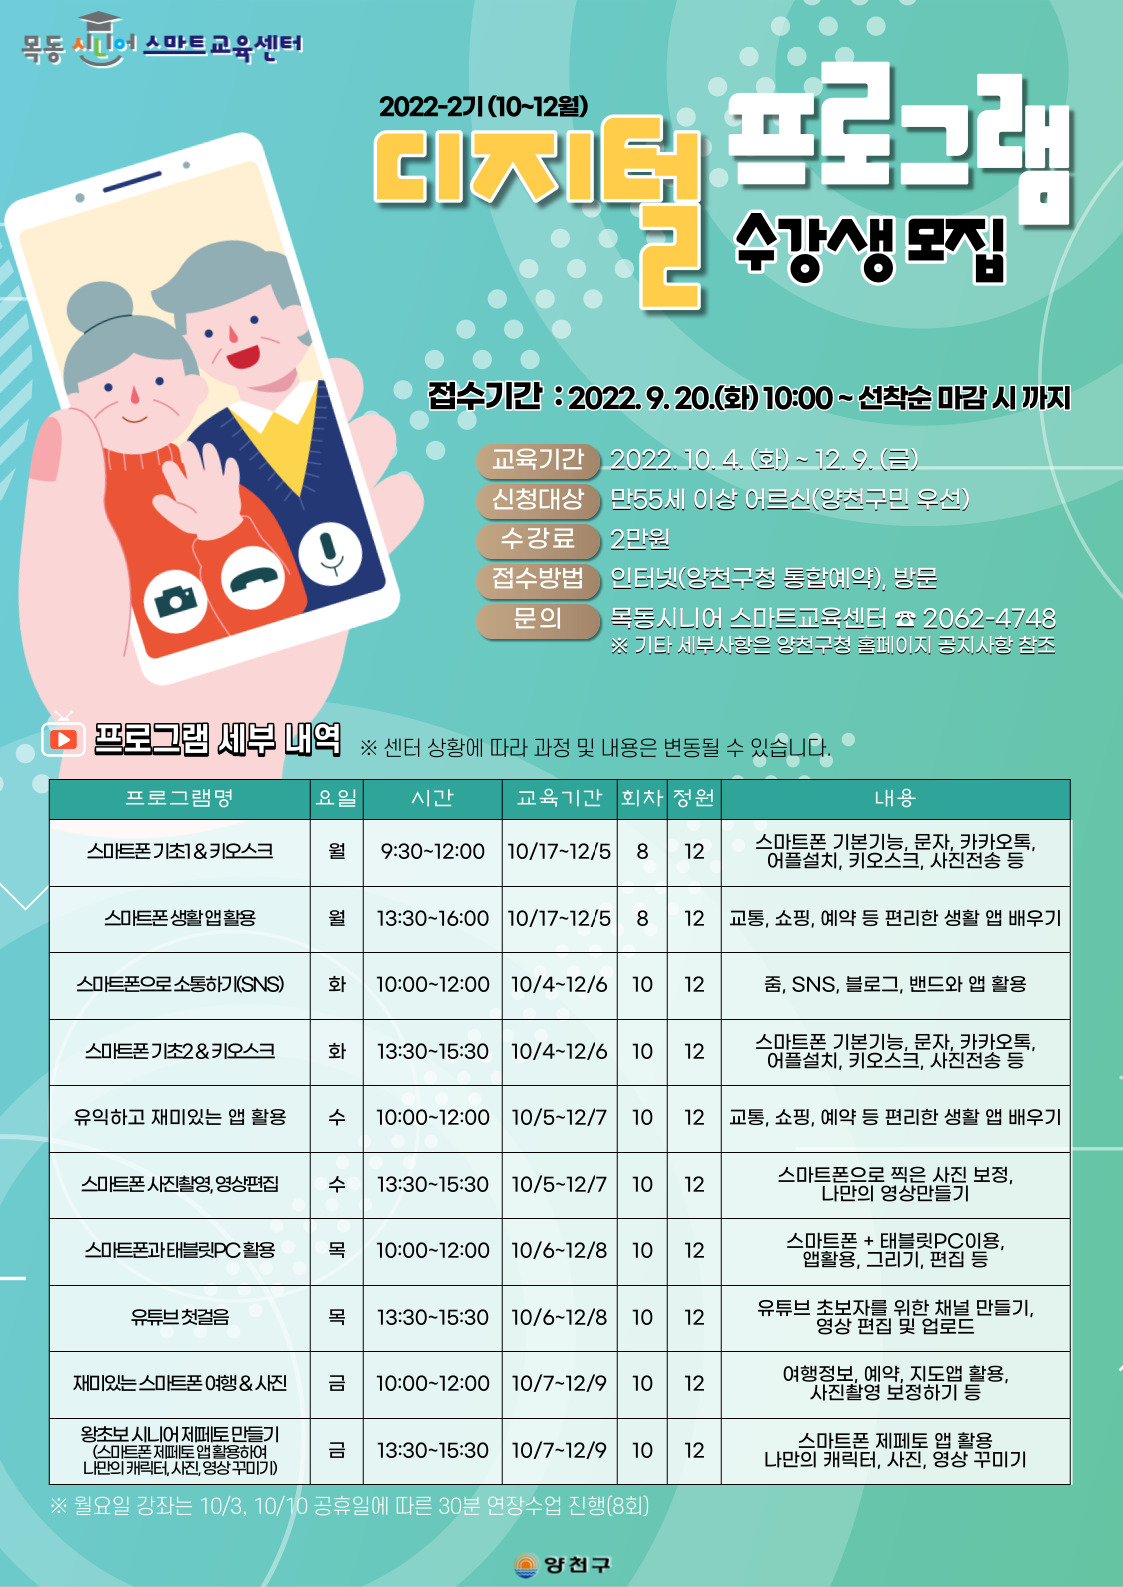 목동 시니어 스마트교육센터
2022-2기 (10~12월)
디지털 프로그램
수강생 모집
접수기간 : 2022. 9. 20.(화) 10:00 ~ 선착순 마감 시 까지
교육기간 2022. 10. 4. (화) ~ 12. 9. (금)
신청대상 만55세 이상 어르신(양천구민 우선)
수강료 2만원
접수방법 인터넷(양천구청 통합예약), 방문
문의 목동시니어 스마트교육센터 ☎ 2062-4748
※ 기타 세부사항은 양천구청 홈페이지 공지사항 참조
프로그램 세부 내역 ※ 센터 상황에 따라 과정 및 내용은 변동될 수 있습니다.
프로그램명 요일 시간 교육기간 회차 정원 내용
스마트폰 기초1 & 키오스크 월 9:30~12:00 10/17~12/5 8 12 스마트폰 기본기능, 문자, 카카오톡,
어플설치, 키오스크, 사진전송 등
스마트폰 생활 앱 활용 월 13:30~16:00 10/17~12/5 8 12 교통, 쇼핑, 예약 등 편리한 생활 앱 배우기
스마트폰으로 소통하기(SNS) 화 10:00~12:00 10/4~12/6 10 12 줌, SNS, 블로그, 밴드와 앱 활용
스마트폰 기초2 & 키오스크 화 13:30~15:30 10/4~12/6 10 12 스마트폰 기본기능, 문자, 카카오톡,
어플설치, 키오스크, 사진전송 등
유익하고 재미있는 앱 활용 수 10:00~12:00 10/5~12/7 10 12 교통, 쇼핑, 예약 등 편리한 생활 앱 배우기
스마트폰 사진촬영, 영상편집 수 13:30~15:30 10/5~12/7 10 12 스마트폰으로 찍은 사진 보정,
나만의 영상만들기
스마트폰과 태블릿PC 활용 목 10:00~12:00 10/6~12/8 10 12 스마트폰 + 태블릿PC이용,
앱활용, 그리기, 편집 등
유튜브 첫걸음 목 13:30~15:30 10/6~12/8 10 12 유튜브 초보자를 위한 채널 만들기,
영상 편집 및 업로드
재미있는 스마트폰 여행 & 사진 금 10:00~12:00 10/7~12/9 10 12 여행정보, 예약, 지도앱 활용,
사진촬영 보정하기 등
왕초보 시니어 제페토 만들기
(스마트폰 제페토 앱 활용하여
나만의 캐릭터, 사진, 영상 꾸미기) 금 13:30~15:30 10/7~12/9 10 12 스마트폰 제페토 앱 활용
나만의 캐릭터, 사진, 영상 꾸미기
※ 월요일 강좌는 10/3, 10/10 공휴일에 따른 30분 연장수업 진행(8회)
양천구